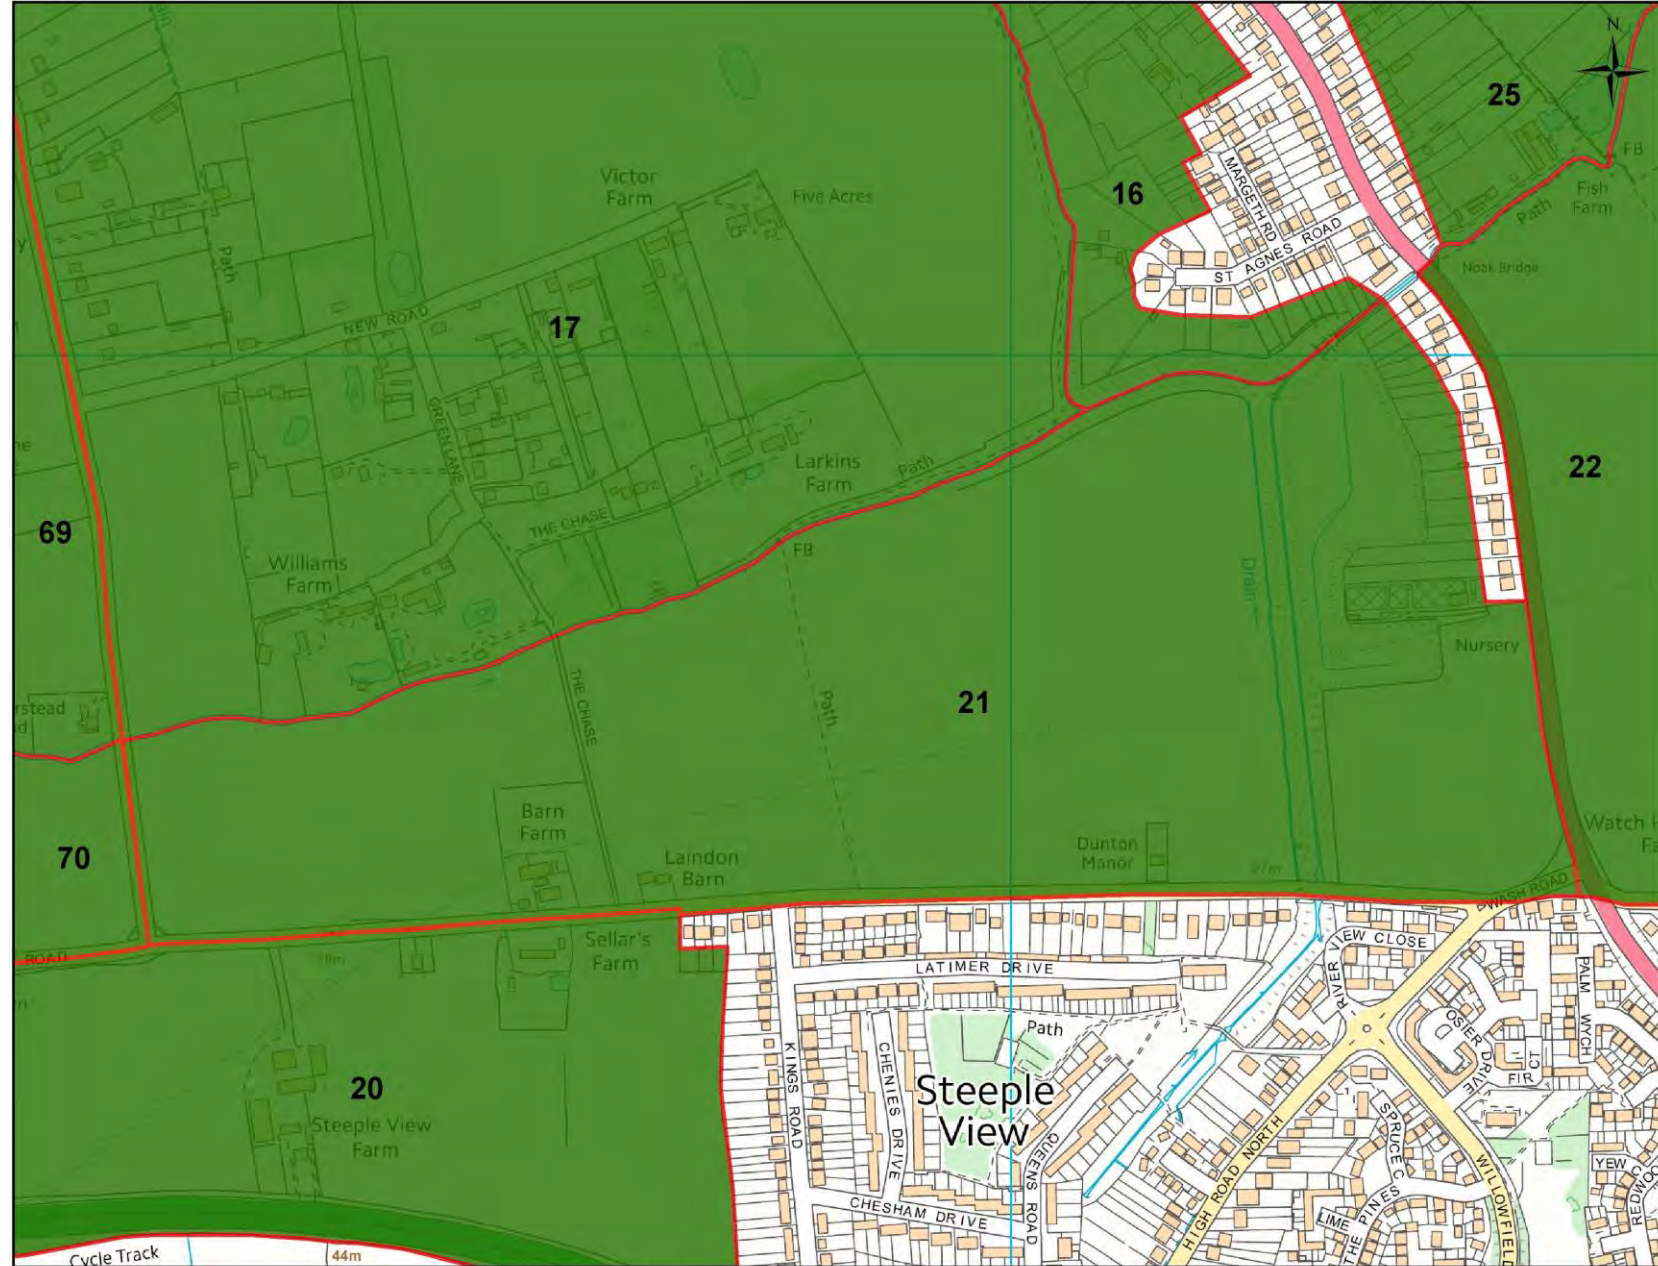 N
25
FB
Fish
Farm
Path
Noak Bridge
Victor
Farm
Five Acres
16
MARGETH RD
ST AGNES ROAD
Path
NEW ROAD
17
GREEN LANE
Larkins
Farm
Path
22
69
THE CHASE
FB
Williams
Farm
Drain
Nursery
THE CHASE
Path
21
Barn
Farm
Laindon
Barn
Dunton
Manor
27m
70
WASH ROAD
ROAD
Sellar's
Farm
LATIMER DRIVE
RIVER VIEW CLOSE
PALM
WYCH
OSIER DRIVE
FIR CT
KINGS ROAD
CHENIES DRIVE
Path
Steeple
View
QUEENS ROAD
20
Steeple View
Farm
CHESHAM DRIVE
HIGH ROAD NORTH
SPRUCE C
LIME
THE PINES
WILLOWFIELD
YEW C
REDWOO
Cycle Track
44m